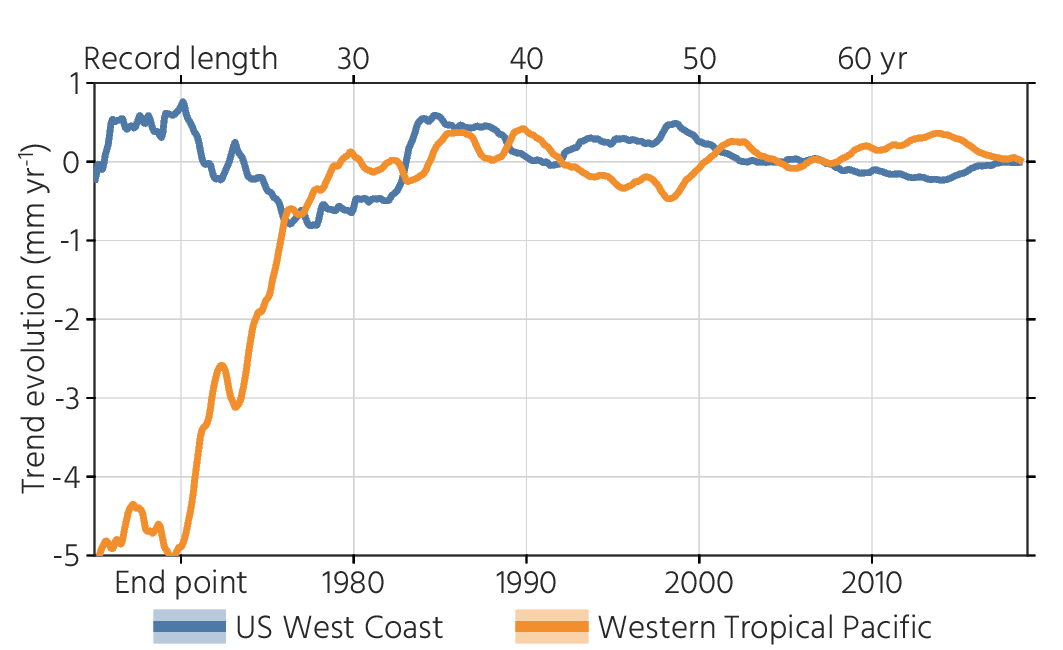 Record length 30 40 50 60 yr
1
0
-1
-2
-3
-4
-5
Trend evolution (mm yr⁻¹)
End point 1980 1990 2000 2010
US West Coast Western Tropical Pacific